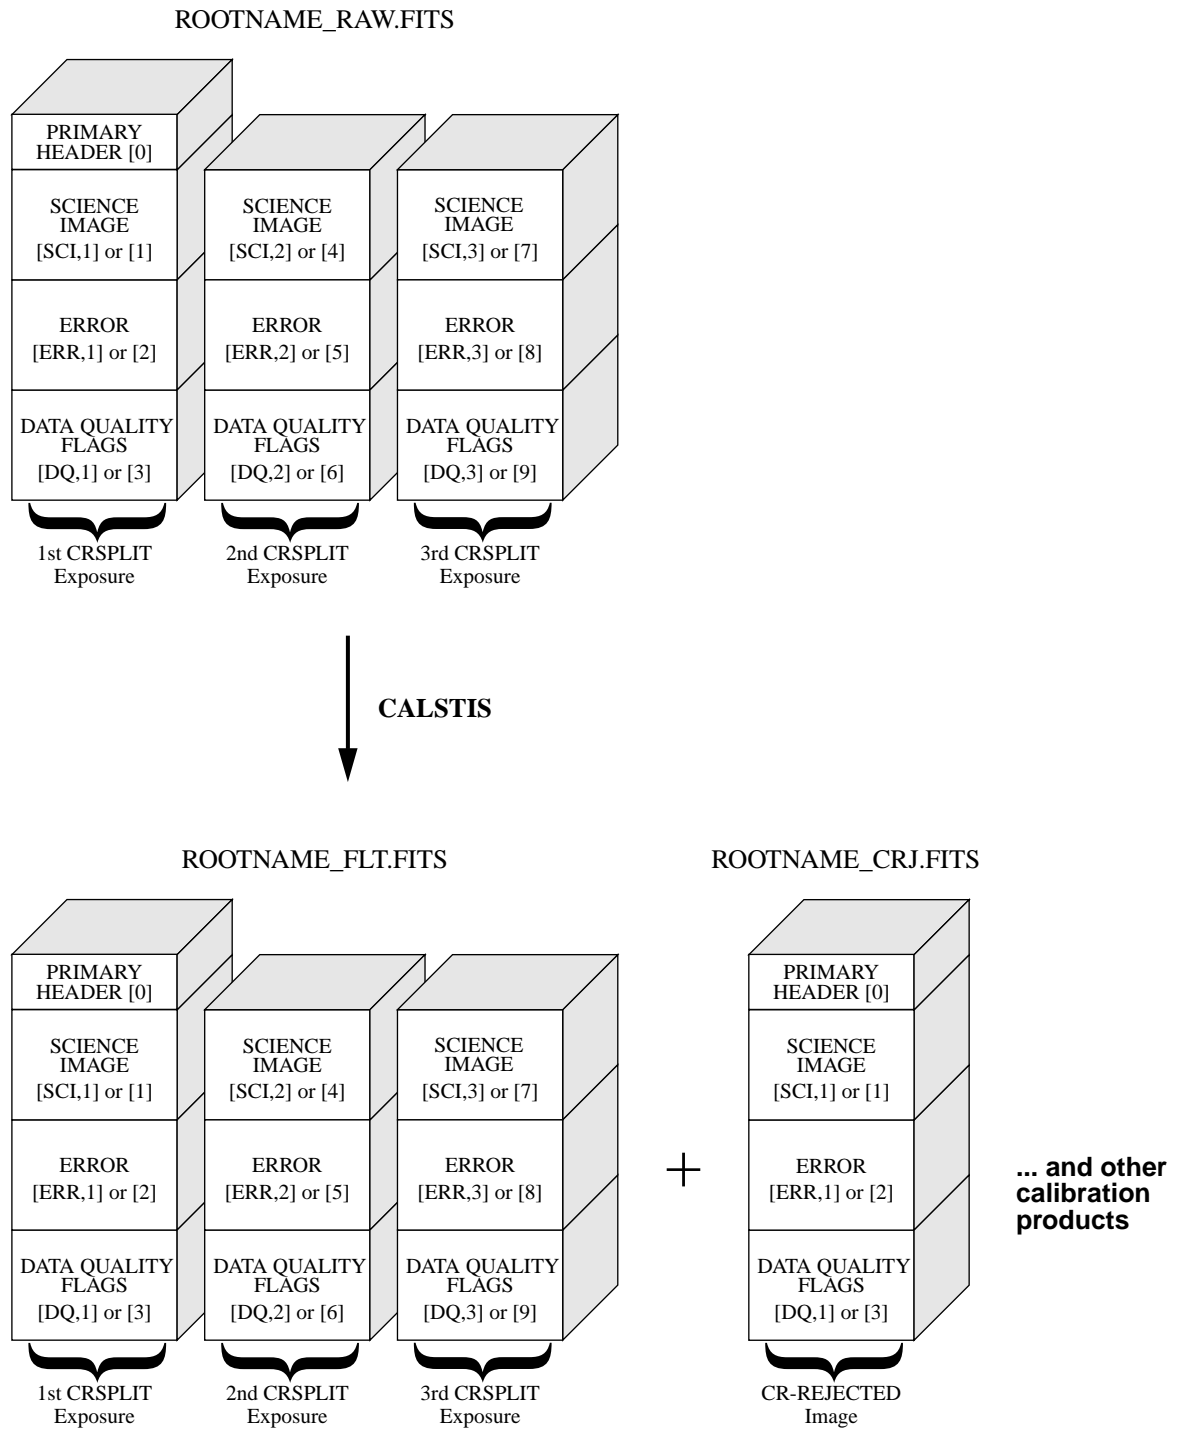 ROOTNAME_RAW.FITS
PRIMARY
HEADER [0]
SCIENCE
IMAGE
[SCI,1] or [1]
ERROR
[ERR,1] or [2]
DATA QUALITY
FLAGS
[DQ,1] or [3]
1st CRSPLIT
Exposure
SCIENCE
IMAGE
[SCI,2] or [4]
ERROR
[ERR,2] or [5]
DATA QUALITY
FLAGS
[DQ,2] or [6]
2nd CRSPLIT
Exposure
SCIENCE
IMAGE
[SCI,3] or [7]
ERROR
[ERR,3] or [8]
DATA QUALITY
FLAGS
[DQ,3] or [9]
3rd CRSPLIT
Exposure
CALSTIS
ROOTNAME_FLT.FITS
PRIMARY
HEADER [0]
SCIENCE
IMAGE
[SCI,1] or [1]
ERROR
[ERR,1] or [2]
DATA QUALITY
FLAGS
[DQ,1] or [3]
1st CRSPLIT
Exposure
SCIENCE
IMAGE
[SCI,2] or [4]
ERROR
[ERR,2] or [5]
DATA QUALITY
FLAGS
[DQ,2] or [6]
2nd CRSPLIT
Exposure
SCIENCE
IMAGE
[SCI,3] or [7]
ERROR
[ERR,3] or [8]
DATA QUALITY
FLAGS
[DQ,3] or [9]
3rd CRSPLIT
Exposure
+
ROOTNAME_CRJ.FITS
PRIMARY
HEADER [0]
SCIENCE
IMAGE
[SCI,1] or [1]
ERROR
[ERR,1] or [2]
DATA QUALITY
FLAGS
[DQ,1] or [3]
CR-REJECTED
Image
... and other
calibration
products